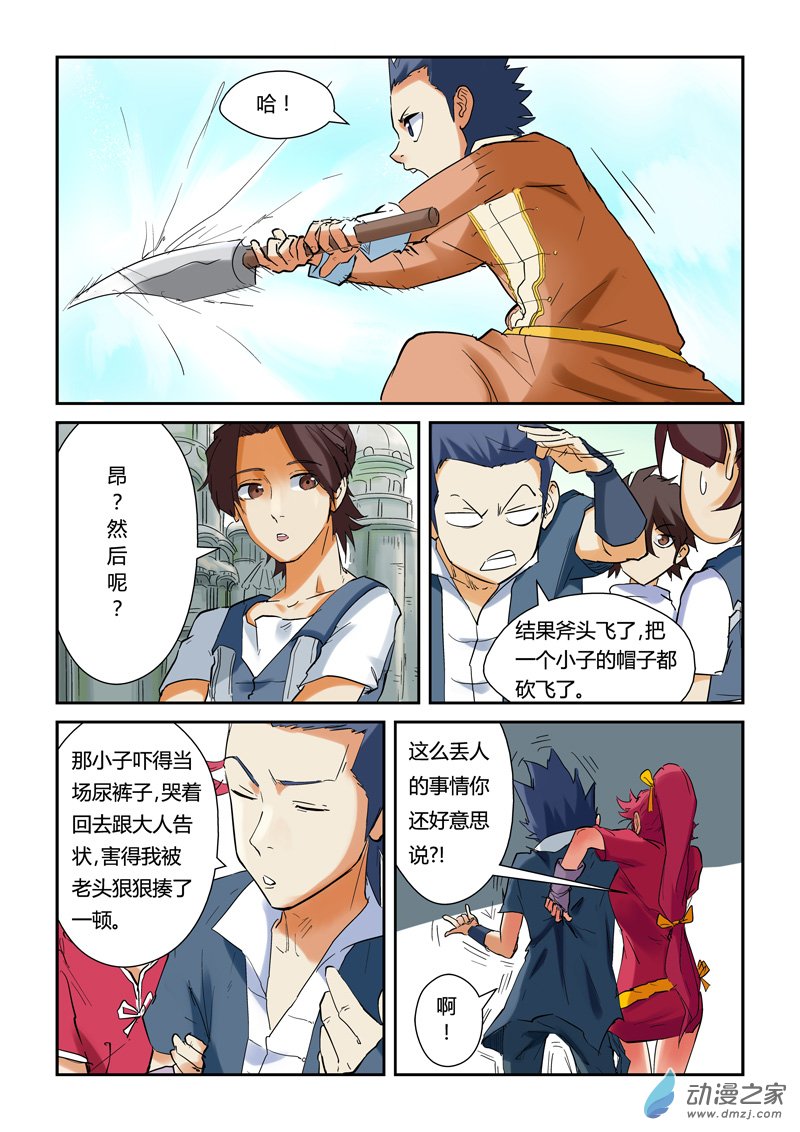 哈！
昂
？
然
后
呢
？
结果斧头飞了,把
一个小子的帽子都
砍飞了。
那小子吓得当
场尿裤子,哭着
回去跟大人告
状,害得我被
老头狠狠揍了
一顿。
这么丢人
的事情你
还好意思
说?!
啊
！
动漫之家
www.dmzj.com